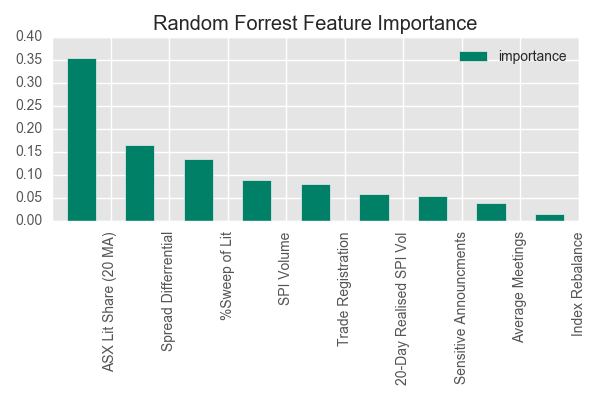 Random Forrest Feature Importance
importance
0.40
0.35
0.30
0.25
0.20
0.15
0.10
0.05
0.00
ASX Lit Share (20 MA)
Spread Differrential
%Sweep of Lit
SPI Volume
Trade Registration
20-Day Realised SPI Vol
Sensitive Announcments
Average Meetings
Index Rebalance